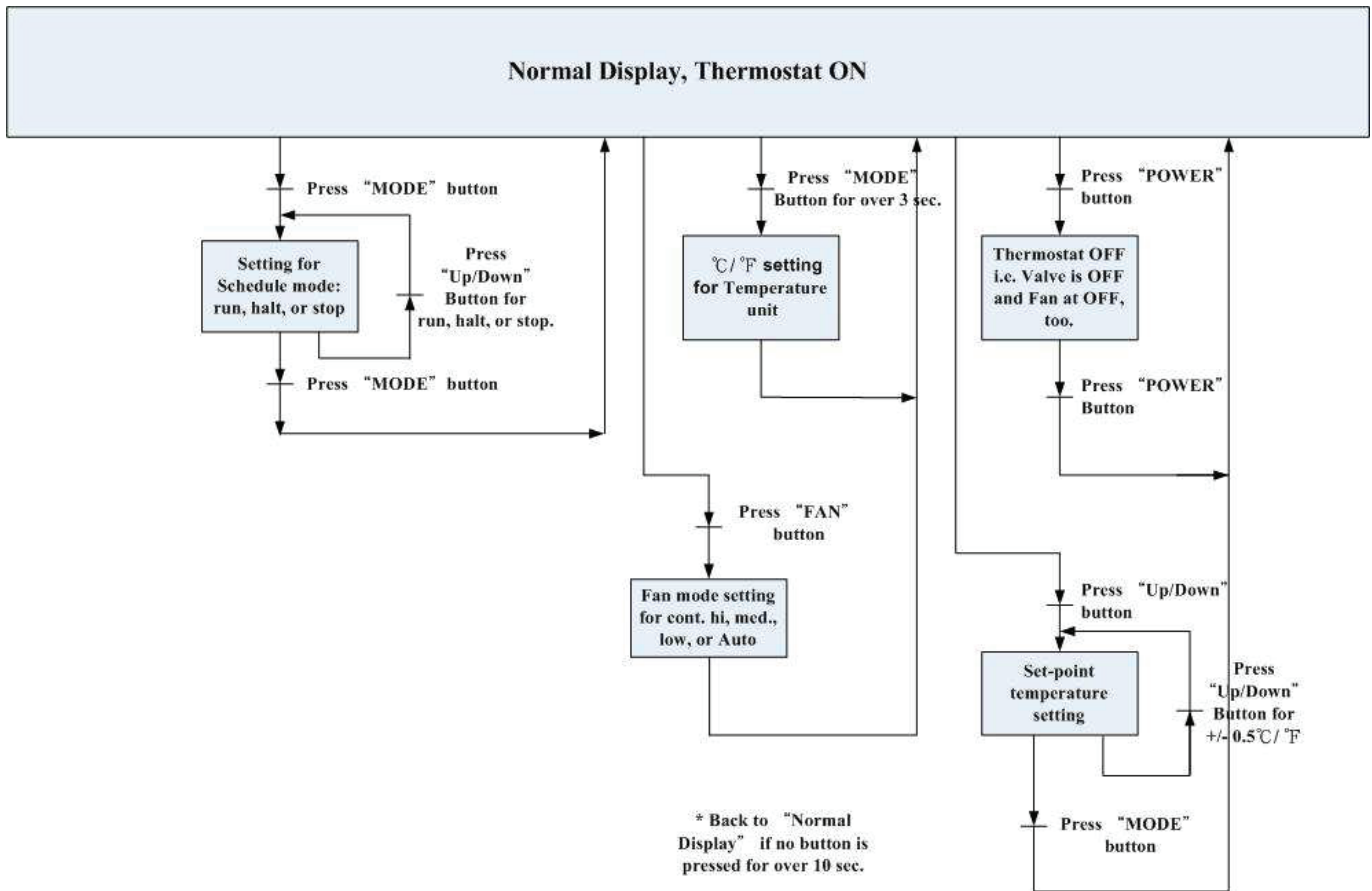 Normal Display, Thermostat ON
Press “MODE” button
Setting for
Schedule mode:
run, halt, or stop
Press
“Up/Down”
Button for
run, halt, or stop.
Press “MODE” button
Press “MODE”
Button for over 3 sec.
℃/℉ setting
for Temperature
unit
Press “FAN”
button
Fan mode setting
for cont. hi, med.,
low, or Auto
Press “POWER”
button
Thermostat OFF
i.e. Valve is OFF
and Fan at OFF,
too.
Press “POWER”
Button
Press “Up/Down”
button
Set-point
temperature
setting
Press
“Up/Down”
Button for
+/- 0.5℃/℉
Press “MODE”
button
* Back to “Normal
Display” if no button is
pressed for over 10 sec.